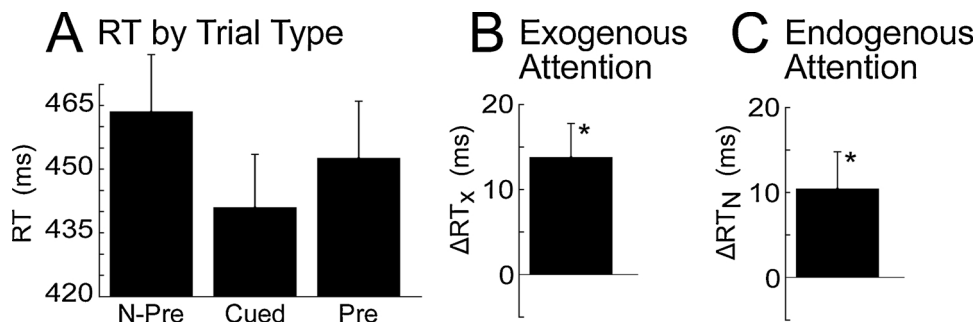 A RT by Trial Type
RT (ms)
465
450
435
420
N-Pre Cued Pre
B Exogenous
Attention
ΔRTX (ms)
20
10
0
*
C Endogenous
Attention
ΔRTN (ms)
20
10
0
*